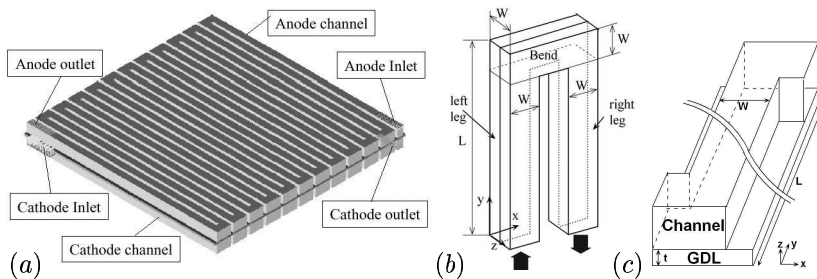 Anode channel
Anode outlet
Anode Inlet
Cathode Inlet
Cathode outlet
Cathode channel
(a)
W
W
Bend
W
W
left leg
right leg
L
y
x
z
(b)
W
L
Channel
t
GDL
z
y
x
(c)